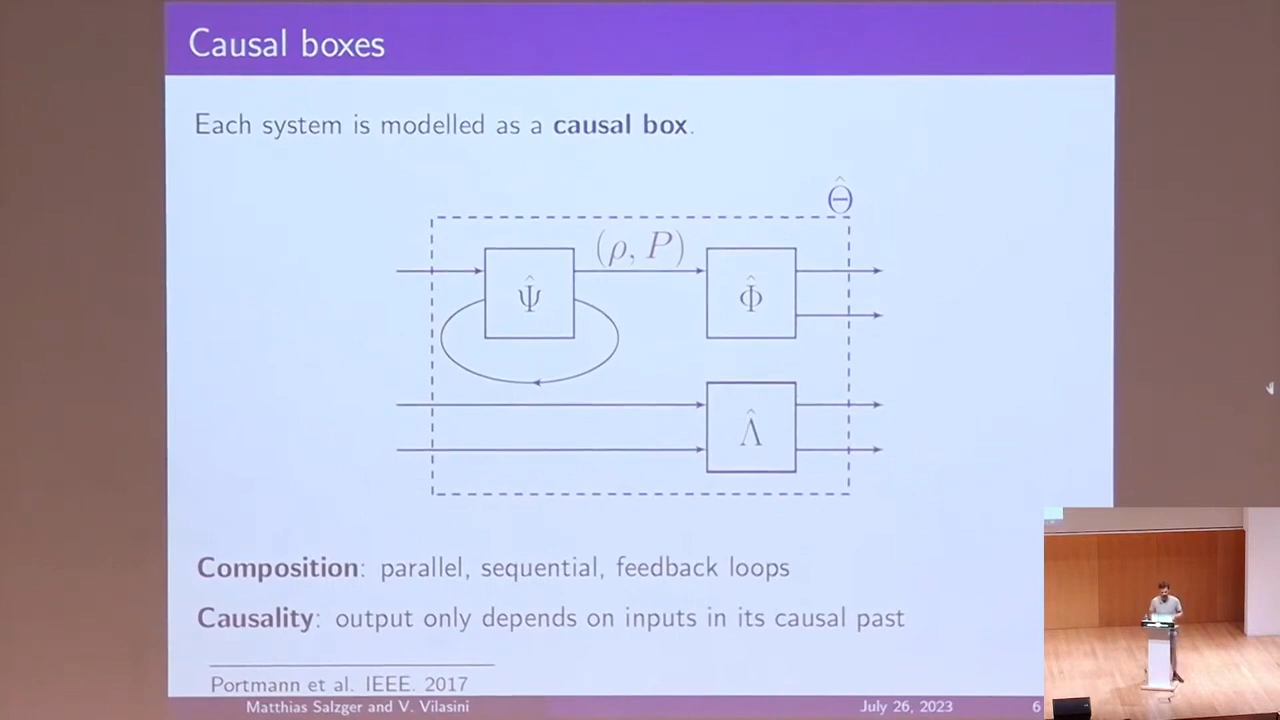 Causal boxes
Each system is modelled as a causal box.
Θ̂
(ρ, P)
Ψ̂
Φ̂
Λ̂
Composition: parallel, sequential, feedback loops
Causality: output only depends on inputs in its causal past
Portmann et al. IEEE. 2017
Matthias Salzger and V. Vilasini July 26, 2023 6